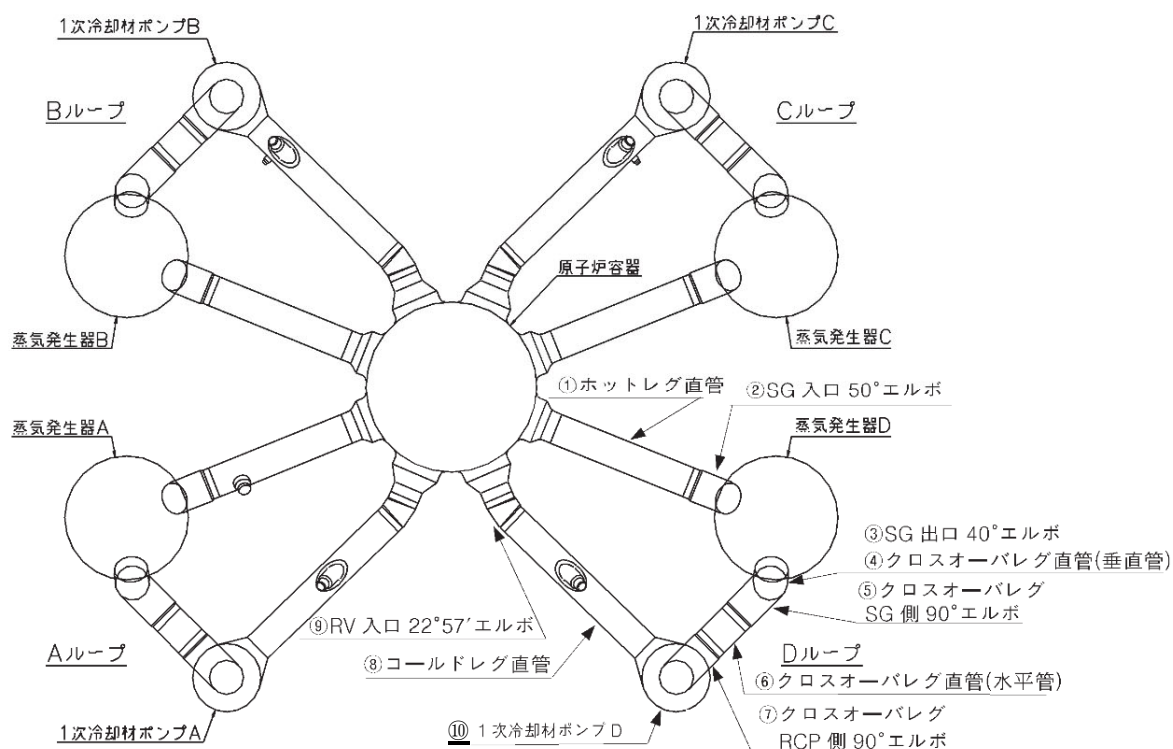 1次冷却材ポンプB
1次冷却材ポンプC
Bループ
Cループ
原子炉容器
蒸気発生器B
蒸気発生器C
①ホットレグ直管
②SG 入口 50°エルボ
蒸気発生器A
蒸気発生器D
③SG 出口 40°エルボ
④クロスオーバレグ直管(垂直管)
⑤クロスオーバレグ
SG 側 90°エルボ
⑨RV 入口 22°57′エルボ
Aループ
Dループ
⑧コールドレグ直管
⑥クロスオーバレグ直管(水平管)
⑦クロスオーバレグ
RCP 側 90°エルボ
1次冷却材ポンプA
⑩ 1次冷却材ポンプD